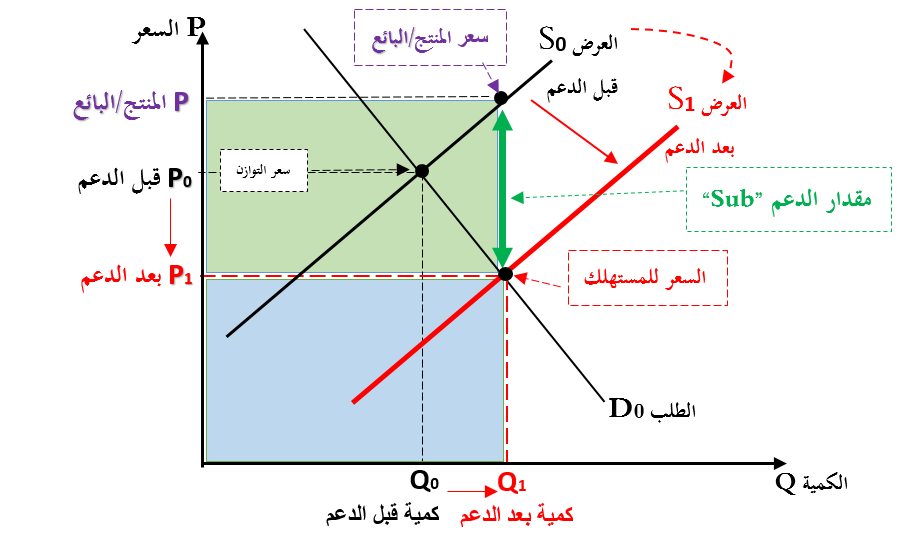 السعر P
سعر المنتج/البائع
S0 العرض
قبل الدعم
P المنتج/البائع
S1 العرض
بعد الدعم
سعر التوازن
P0 قبل الدعم
مقدار الدعم “Sub”
P1 بعد الدعم
السعر للمستهلك
D0 الطلب
Q الكمية
Q0
Q1
كمية قبل الدعم
كمية بعد الدعم